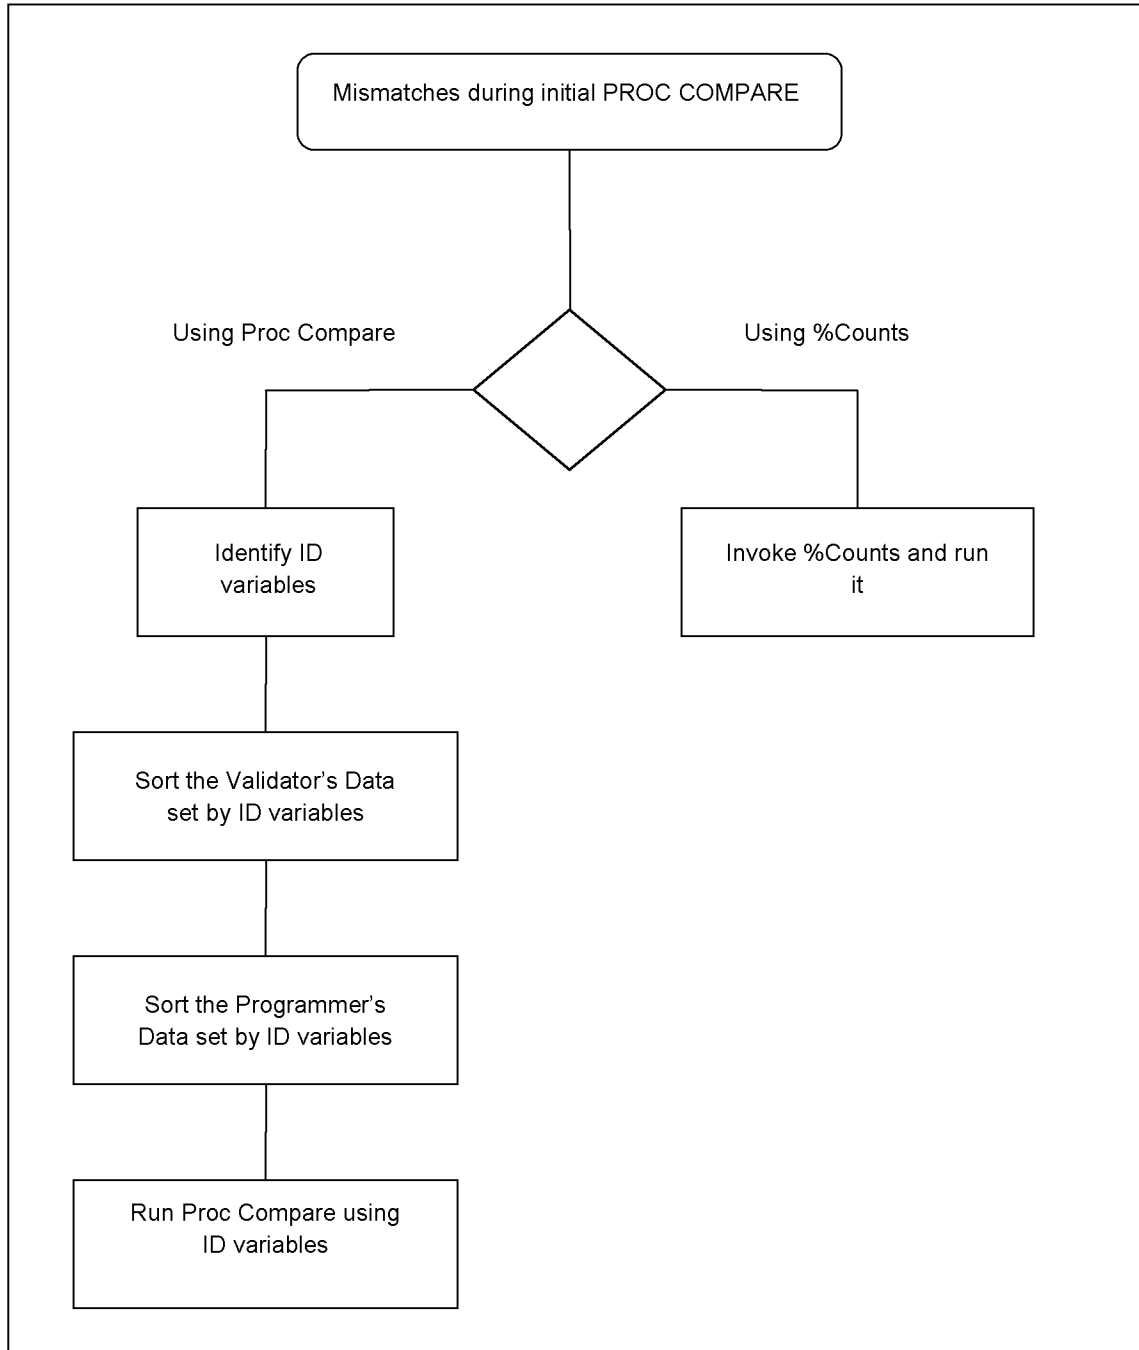 Mismatches during initial PROC COMPARE
Using Proc Compare
Using %Counts
Identify ID
variables
Invoke %Counts and run
it
Sort the Validator’s Data
set by ID variables
Sort the Programmer’s
Data set by ID variables
Run Proc Compare using
ID variables